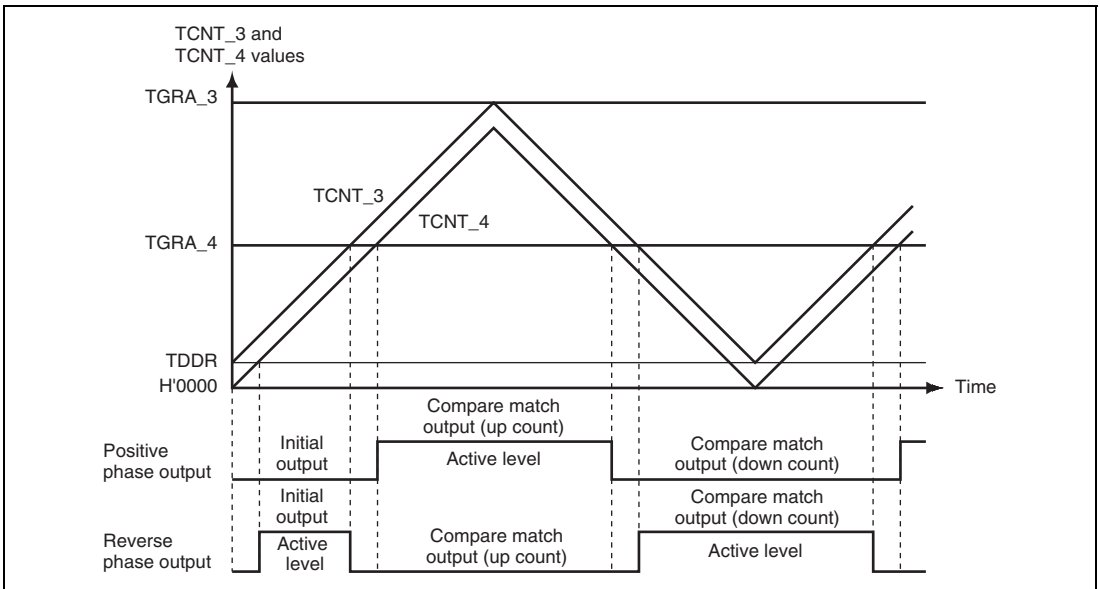 TCNT_3 and
TCNT_4 values
TGRA_3
TCNT_3
TCNT_4
TGRA_4
TDDR
H'0000
Time
Compare match
output (up count)
Positive
phase output
Initial
output
Active level
Compare match
output (down count)
Initial
output
Compare match
output (down count)
Reverse
phase output
Active
level
Compare match
output (up count)
Active level